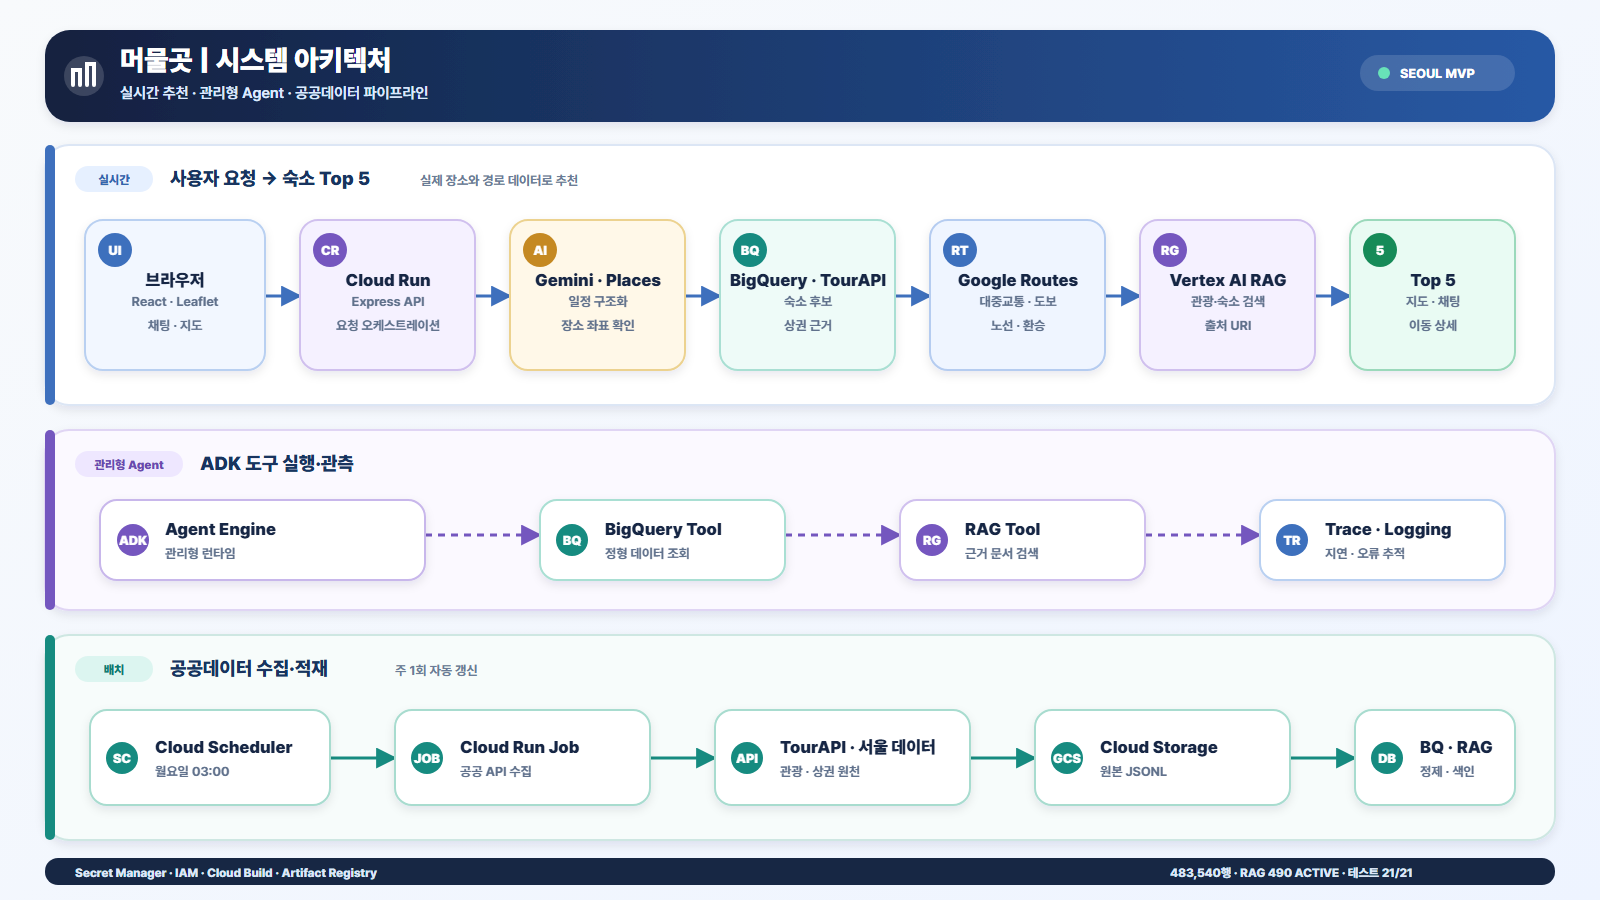 머물곳 | 시스템 아키텍처
실시간 추천 · 관리형 Agent · 공공데이터 파이프라인
SEOUL MVP
실시간
사용자 요청 → 숙소 Top 5
실제 장소와 경로 데이터로 추천
UI
브라우저
React · Leaflet
채팅 · 지도
CR
Cloud Run
Express API
요청 오케스트레이션
AI
Gemini · Places
일정 구조화
장소 좌표 확인
BQ
BigQuery · TourAPI
숙소 후보
상권 근거
RT
Google Routes
대중교통 · 도보
노선 · 환승
RG
Vertex AI RAG
관광·숙소 검색
출처 URI
5
Top 5
지도 · 채팅
이동 상세
관리형 Agent
ADK 도구 실행·관측
ADK
Agent Engine
관리형 런타임
BQ
BigQuery Tool
정형 데이터 조회
RG
RAG Tool
근거 문서 검색
TR
Trace · Logging
지연 · 오류 추적
배치
공공데이터 수집·적재
주 1회 자동 갱신
SC
Cloud Scheduler
월요일 03:00
JOB
Cloud Run Job
공공 API 수집
API
TourAPI · 서울 데이터
관광 · 상권 원천
GCS
Cloud Storage
원본 JSONL
DB
BQ · RAG
정제 · 색인
Secret Manager · IAM · Cloud Build · Artifact Registry
483,540행 · RAG 490 ACTIVE · 테스트 21/21